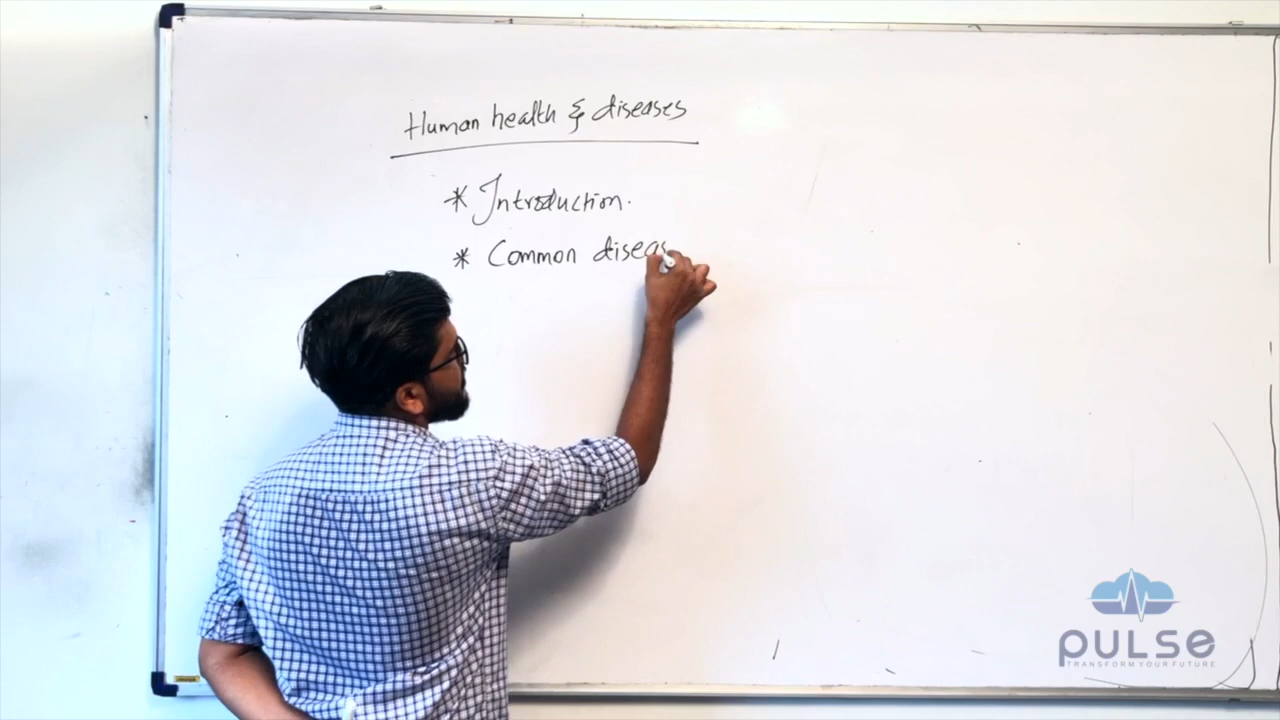 Human health & diseases
* Introduction.
* Common diseas
PULSE
TRANSFORM YOUR FUTURE